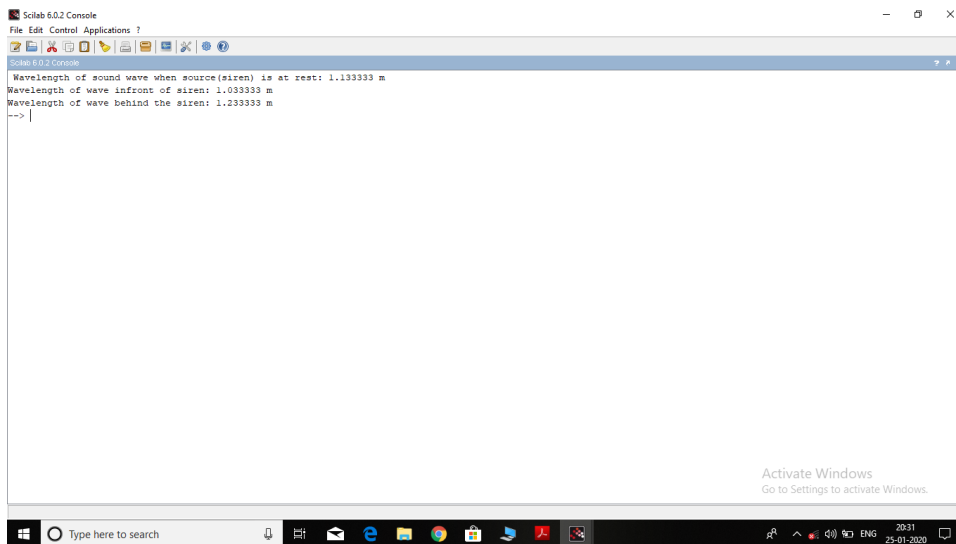 Scilab 6.0.2 Console
File Edit Control Applications ?
Scilab 6.0.2 Console
Wavelength of sound wave when source(siren) is at rest: 1.133333 m
Wavelength of wave infront of siren: 1.033333 m
Wavelength of wave behind the siren: 1.233333 m
-->
Activate Windows
Go to Settings to activate Windows.
Type here to search
ENG
20:31
25-01-2020